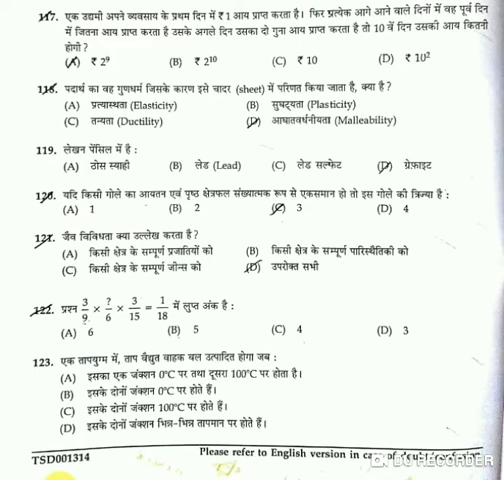 117. एक उद्यमी अपने व्यवसाय के प्रथम दिन में ₹ 1 आय प्राप्त करता है। फिर प्रत्येक आगे आने वाले दिनों में वह पूर्व दिन
में जितना आय प्राप्त करता है उसके अगले दिन उसका दो गुना आय प्राप्त करता है तो 10 वें दिन उसकी आय कितनी
होगी ?
(A) ₹ 2⁹ (B) ₹ 2¹⁰ (C) ₹ 10 (D) ₹ 10²
118. पदार्थ का वह गुणधर्म जिसके कारण इसे चादर (sheet) में परिणत किया जाता है, क्या है ?
(A) प्रत्यास्थता (Elasticity) (B) सुघट्यता (Plasticity)
(C) तन्यता (Ductility) (D) आघातवर्धनीयता (Malleability)
119. लेखन पेंसिल में है :
(A) ठोस स्याही (B) लेड (Lead) (C) लेड सल्फेट (D) ग्रेफ़ाइट
120. यदि किसी गोले का आयतन एवं पृष्ठ क्षेत्रफल संख्यात्मक रूप से एकसमान हो तो इस गोले की त्रिज्या है :
(A) 1 (B) 2 (C) 3 (D) 4
121. जैव विविधता क्या उल्लेख करता है ?
(A) किसी क्षेत्र के सम्पूर्ण प्रजातियों को (B) किसी क्षेत्र के सम्पूर्ण पारिस्थैतिकी को
(C) किसी क्षेत्र के सम्पूर्ण जीन्स को (D) उपरोक्त सभी
122. प्रश्न 3/9 × ?/6 × 3/15 = 1/18 में लुप्त अंक है :
(A) 6 (B) 5 (C) 4 (D) 3
123. एक तापयुग्म में, ताप वैद्युत वाहक बल उत्पादित होगा जब :
(A) इसका एक जंक्शन 0°C पर तथा दूसरा 100°C पर होता है।
(B) इसके दोनों जंक्शन 0°C पर होते हैं।
(C) इसके दोनों जंक्शन 100°C पर होते हैं।
(D) इसके दोनों जंक्शन भिन्न-भिन्न तापमान पर होते हैं।
TSD001314 Please refer to English version in case of doubt
DU RECORDER